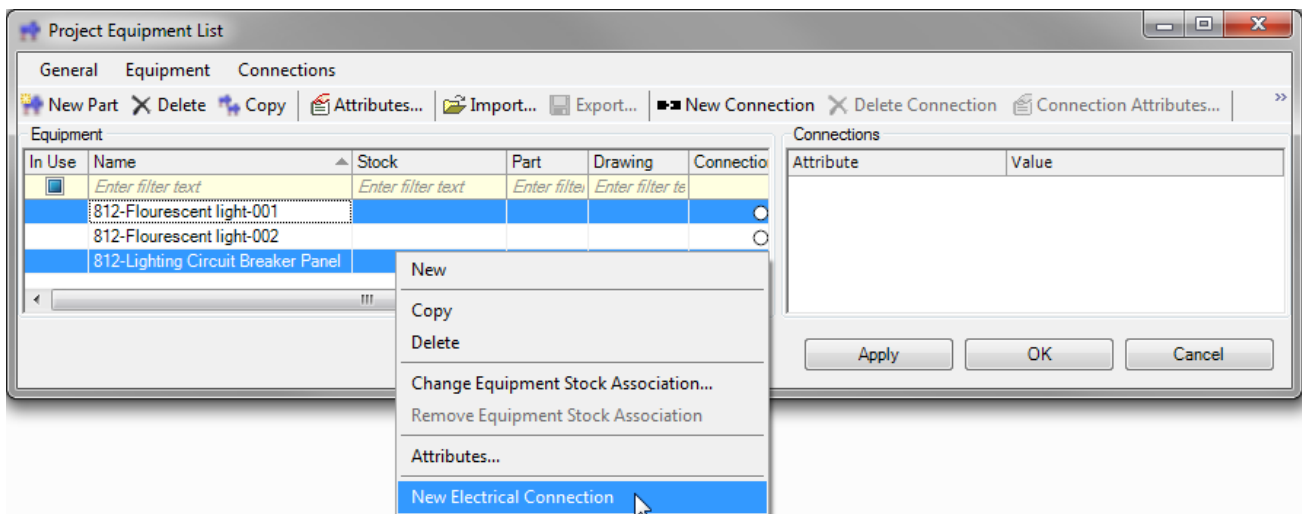 Project Equipment List
General Equipment Connections
New Part Delete Copy Attributes... Import... Export... New Connection Delete Connection Connection Attributes... »
Equipment Connections
In Use Name Stock Part Drawing Connection Attribute Value
Enter filter text Enter filter text Enter filter Enter filter te
812-Flourescent light-001
812-Flourescent light-002
812-Lighting Circuit Breaker Panel
New
Copy
Delete
Apply OK Cancel
Change Equipment Stock Association...
Remove Equipment Stock Association
Attributes...
New Electrical Connection